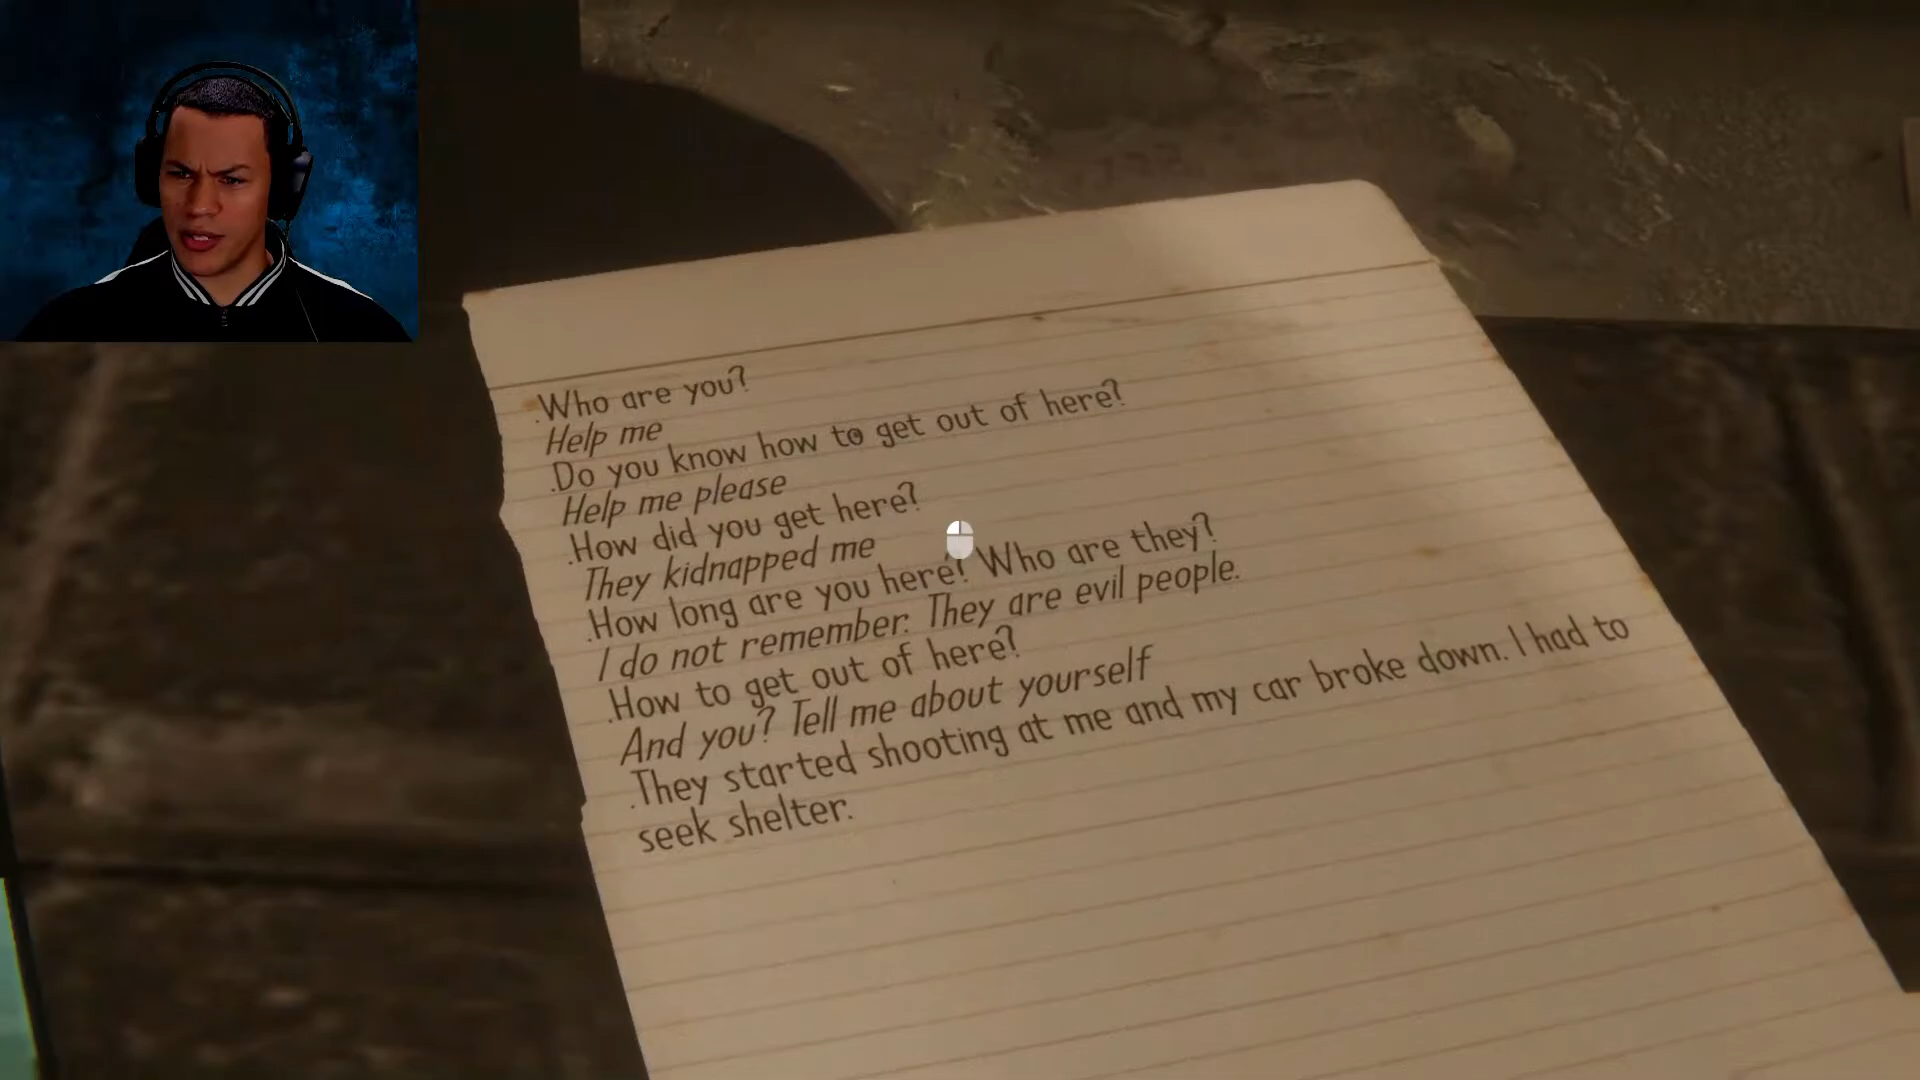 .Who are you?
Help me
.Do you know how to get out of here?
Help me please
.How did you get here?
They kidnapped me
.How long are you here! Who are they?
I do not remember. They are evil people.
.How to get out of here?
And you? Tell me about yourself
.They started shooting at me and my car broke down. I had to
seek shelter.